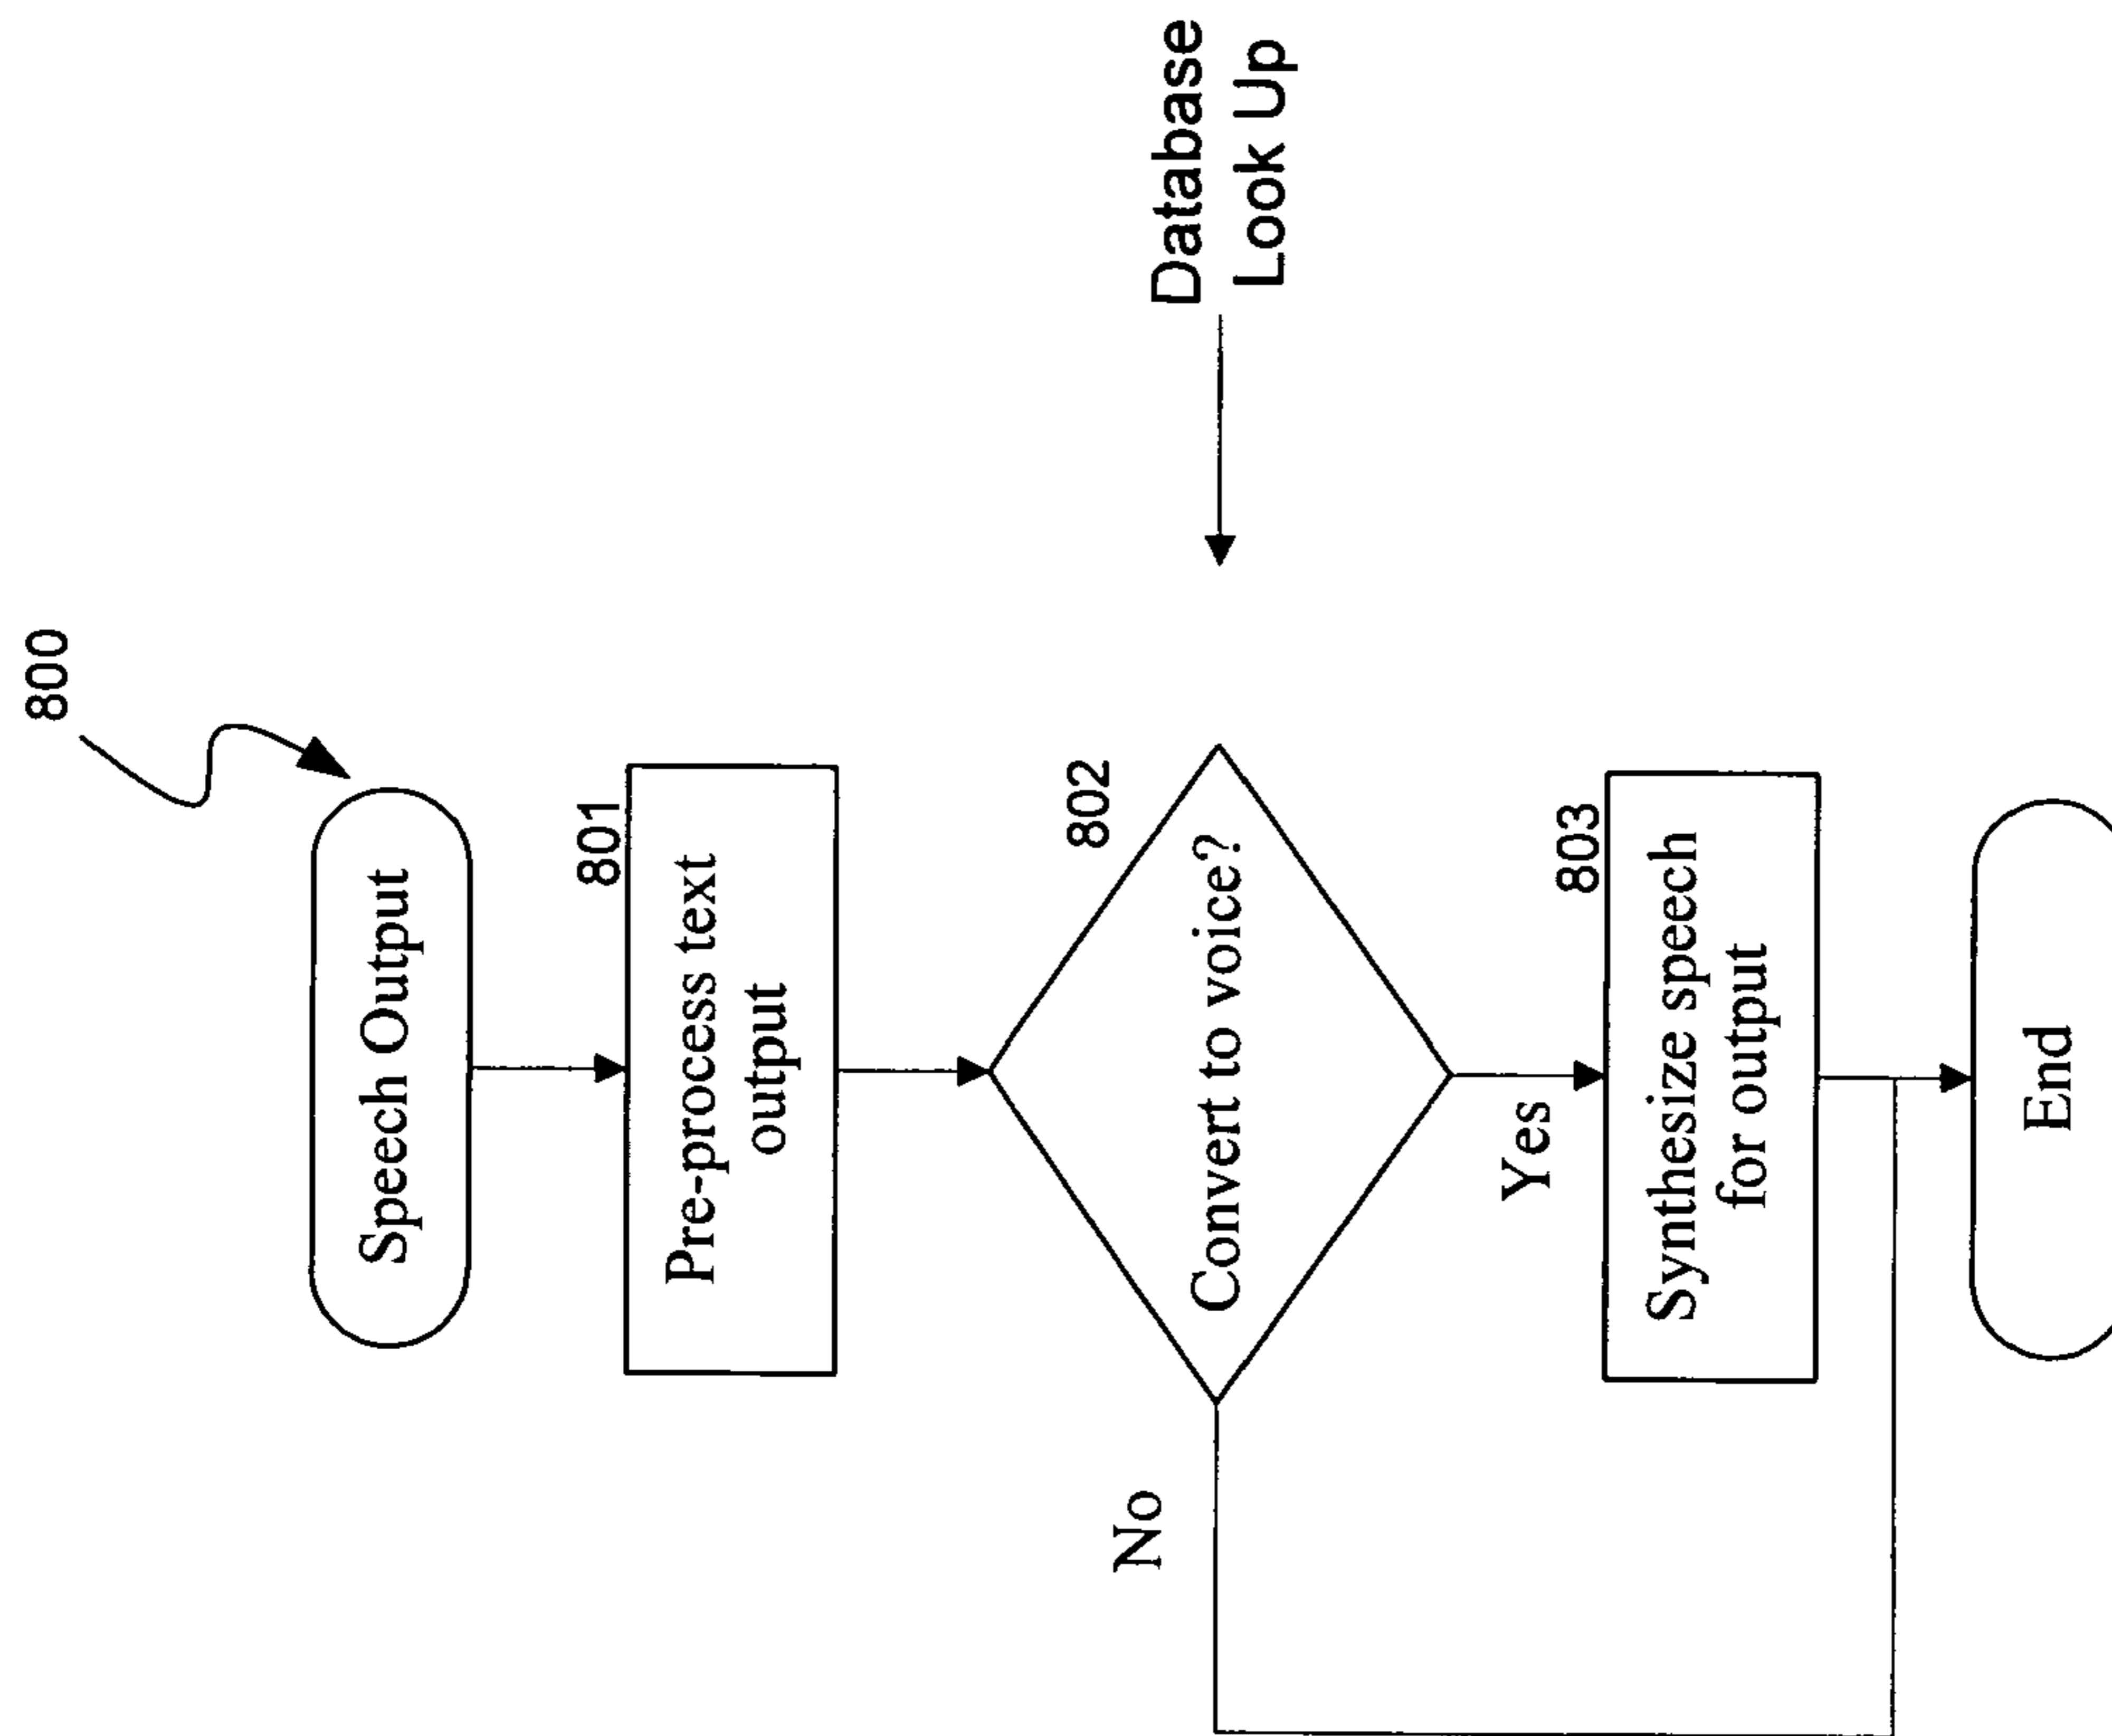 800
Speech Output
801
Pre-process text
output
802
Convert to voice?
Database
Look Up
No
Yes
803
Synthesize speech
for output
End